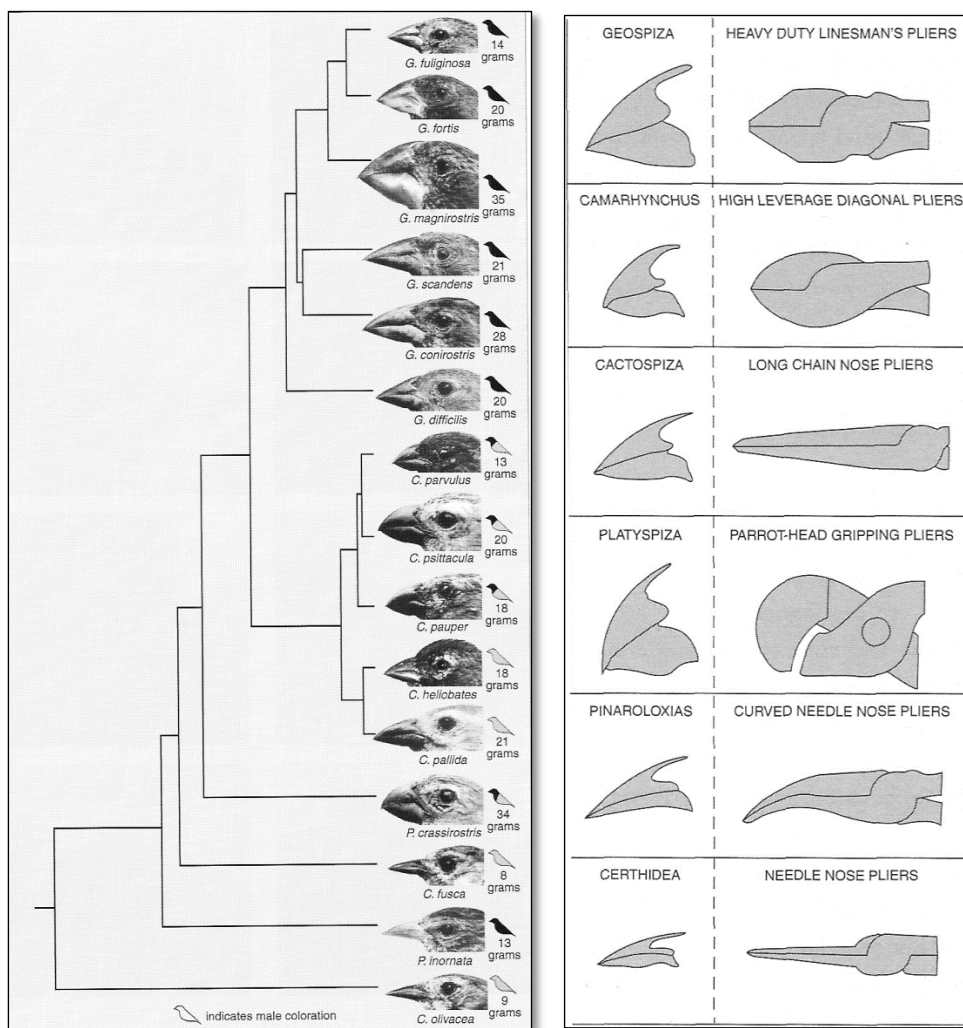 14
grams
G. fuliginosa
20
grams
G. fortis
35
grams
G. magnirostris
21
grams
G. scandens
28
grams
G. conirostris
20
grams
G. difficilis
13
grams
C. parvulus
20
grams
C. psittacula
18
grams
C. pauper
18
grams
C. heliobates
21
grams
C. pallida
34
grams
P. crassirostris
8
grams
C. fusca
13
grams
P. inornata
9
grams
C. olivacea
indicates male coloration
GEOSPIZA HEAVY DUTY LINESMAN'S PLIERS
CAMARHYNCHUS HIGH LEVERAGE DIAGONAL PLIERS
CACTOSPIZA LONG CHAIN NOSE PLIERS
PLATYSPIZA PARROT-HEAD GRIPPING PLIERS
PINAROLOXIAS CURVED NEEDLE NOSE PLIERS
CERTHIDEA NEEDLE NOSE PLIERS